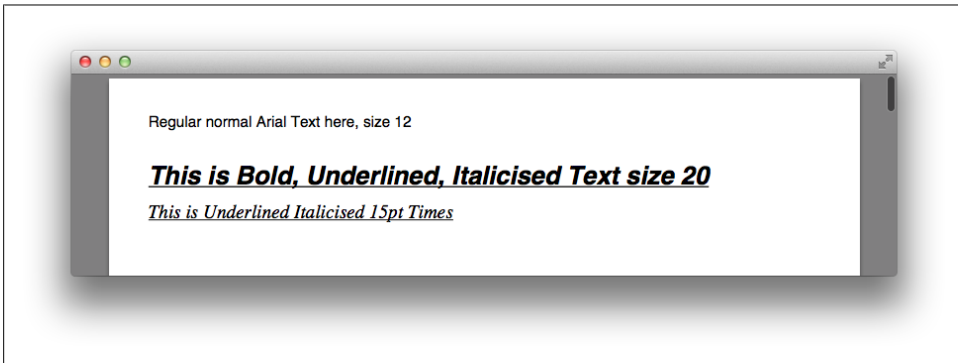 Regular normal Arial Text here, size 12
This is Bold, Underlined, Italicised Text size 20
This is Underlined Italicised 15pt Times